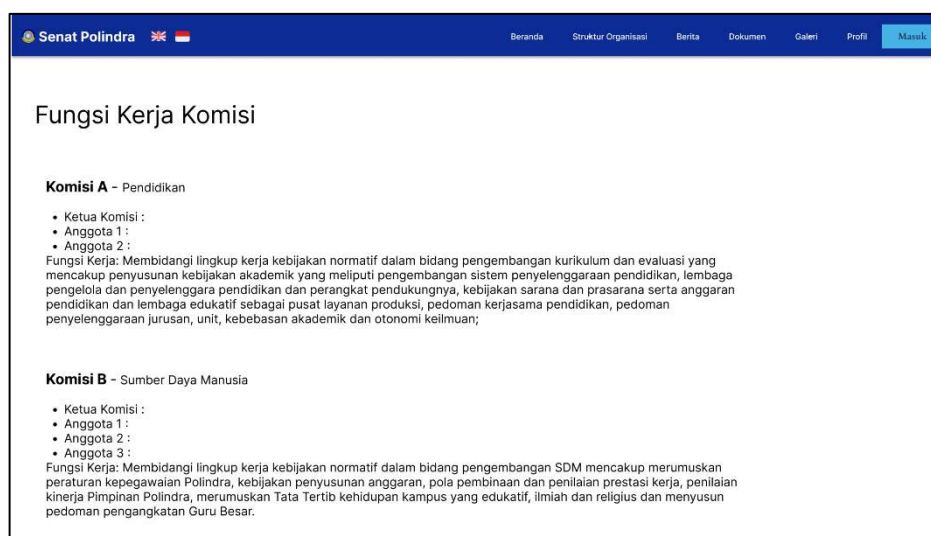 Senat Polindra
Beranda Struktur Organisasi Berita Dokumen Galeri Profil Masuk
Fungsi Kerja Komisi
Komisi A - Pendidikan
• Ketua Komisi :
• Anggota 1 :
• Anggota 2 :
Fungsi Kerja: Membidangi lingkup kerja kebijakan normatif dalam bidang pengembangan kurikulum dan evaluasi yang
mencakup penyusunan kebijakan akademik yang meliputi pengembangan sistem penyelenggaraan pendidikan, lembaga
pengelola dan penyelenggara pendidikan dan perangkat pendukungnya, kebijakan sarana dan prasarana serta anggaran
pendidikan dan lembaga edukatif sebagai pusat layanan produksi, pedoman kerjasama pendidikan, pedoman
penyelenggaraan jurusan, unit, kebebasan akademik dan otonomi keilmuan;
Komisi B - Sumber Daya Manusia
• Ketua Komisi :
• Anggota 1 :
• Anggota 2 :
• Anggota 3 :
Fungsi Kerja: Membidangi lingkup kerja kebijakan normatif dalam bidang pengembangan SDM mencakup merumuskan
peraturan kepegawaian Polindra, kebijakan penyusunan anggaran, pola pembinaan dan penilaian prestasi kerja, penilaian
kinerja Pimpinan Polindra, merumuskan Tata Tertib kehidupan kampus yang edukatif, ilmiah dan religius dan menyusun
pedoman pengangkatan Guru Besar.